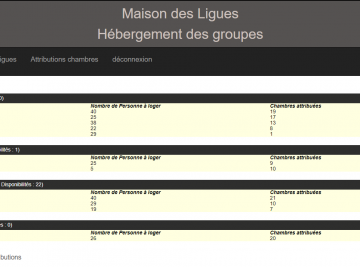 Maison des Ligues
Hébergement des groupes
igues Attributions chambres déconnexion
0)
Nombre de Personne à loger Chambres attribuées
40 19
25 17
38 13
22 8
29 1
ilités : 1)
Nombre de Personne à loger Chambres attribuées
25 9
5 10
Disponibilités : 22)
Nombre de Personne à loger Chambres attribuées
40 21
29 10
19 7
s : 0)
Nombre de Personne à loger Chambres attribuées
26 20
ibutions